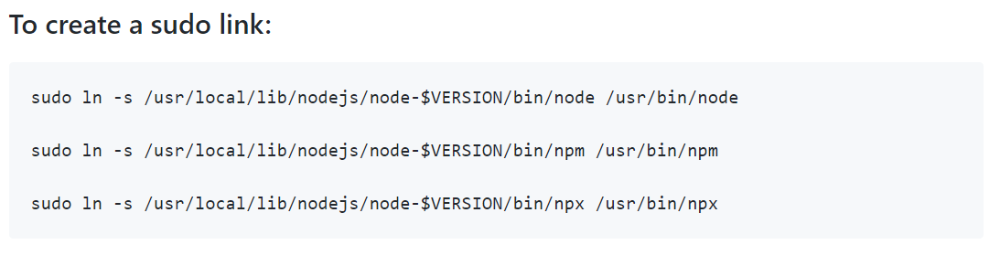 To create a sudo link:
sudo ln -s /usr/local/lib/nodejs/node-$VERSION/bin/node /usr/bin/node
sudo ln -s /usr/local/lib/nodejs/node-$VERSION/bin/npm /usr/bin/npm
sudo ln -s /usr/local/lib/nodejs/node-$VERSION/bin/npx /usr/bin/npx